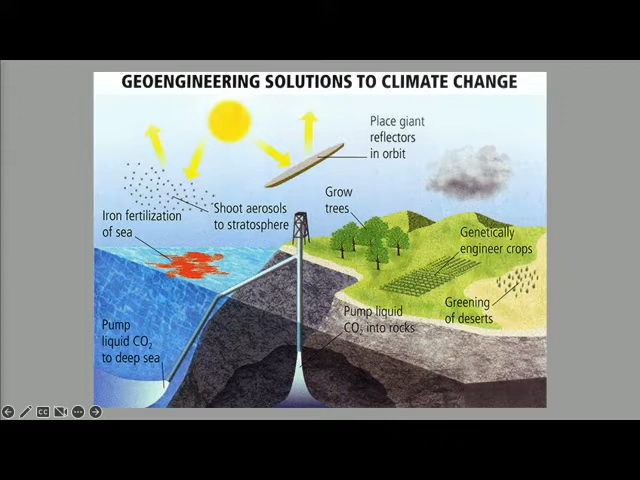 GEOENGINEERING SOLUTIONS TO CLIMATE CHANGE
Place giant
reflectors
in orbit
Grow
trees
Shoot aerosols
to stratosphere
Iron fertilization
of sea
Genetically
engineer crops
Greening
of deserts
Pump liquid
CO₂ into rocks
Pump
liquid CO₂
to deep sea
CC